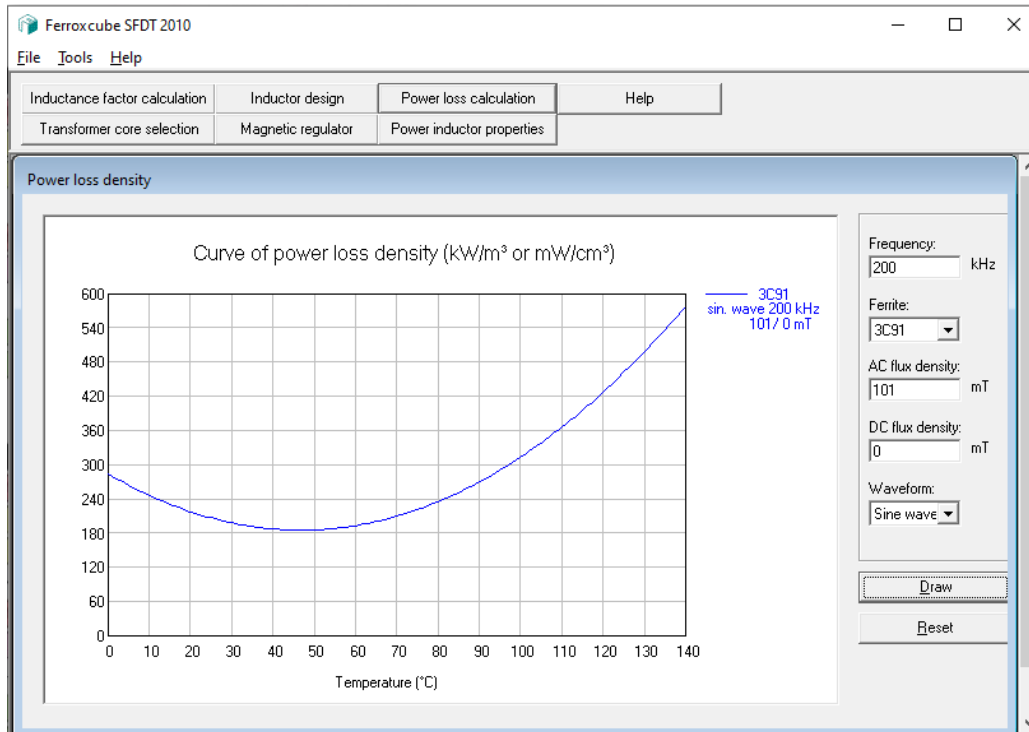 Ferroxcube SFDT 2010
File Tools Help
Inductance factor calculation Inductor design Power loss calculation Help
Transformer core selection Magnetic regulator Power inductor properties
Power loss density
Curve of power loss density (kW/m³ or mW/cm³)
3C91
sin. wave 200 kHz
101/ 0 mT
600
540
480
420
360
300
240
180
120
60
0
0 10 20 30 40 50 60 70 80 90 100 110 120 130 140
Temperature (°C)
Frequency:
200 kHz
Ferrite:
3C91
AC flux density:
101 mT
DC flux density:
0 mT
Waveform:
Sine wave
Draw
Reset